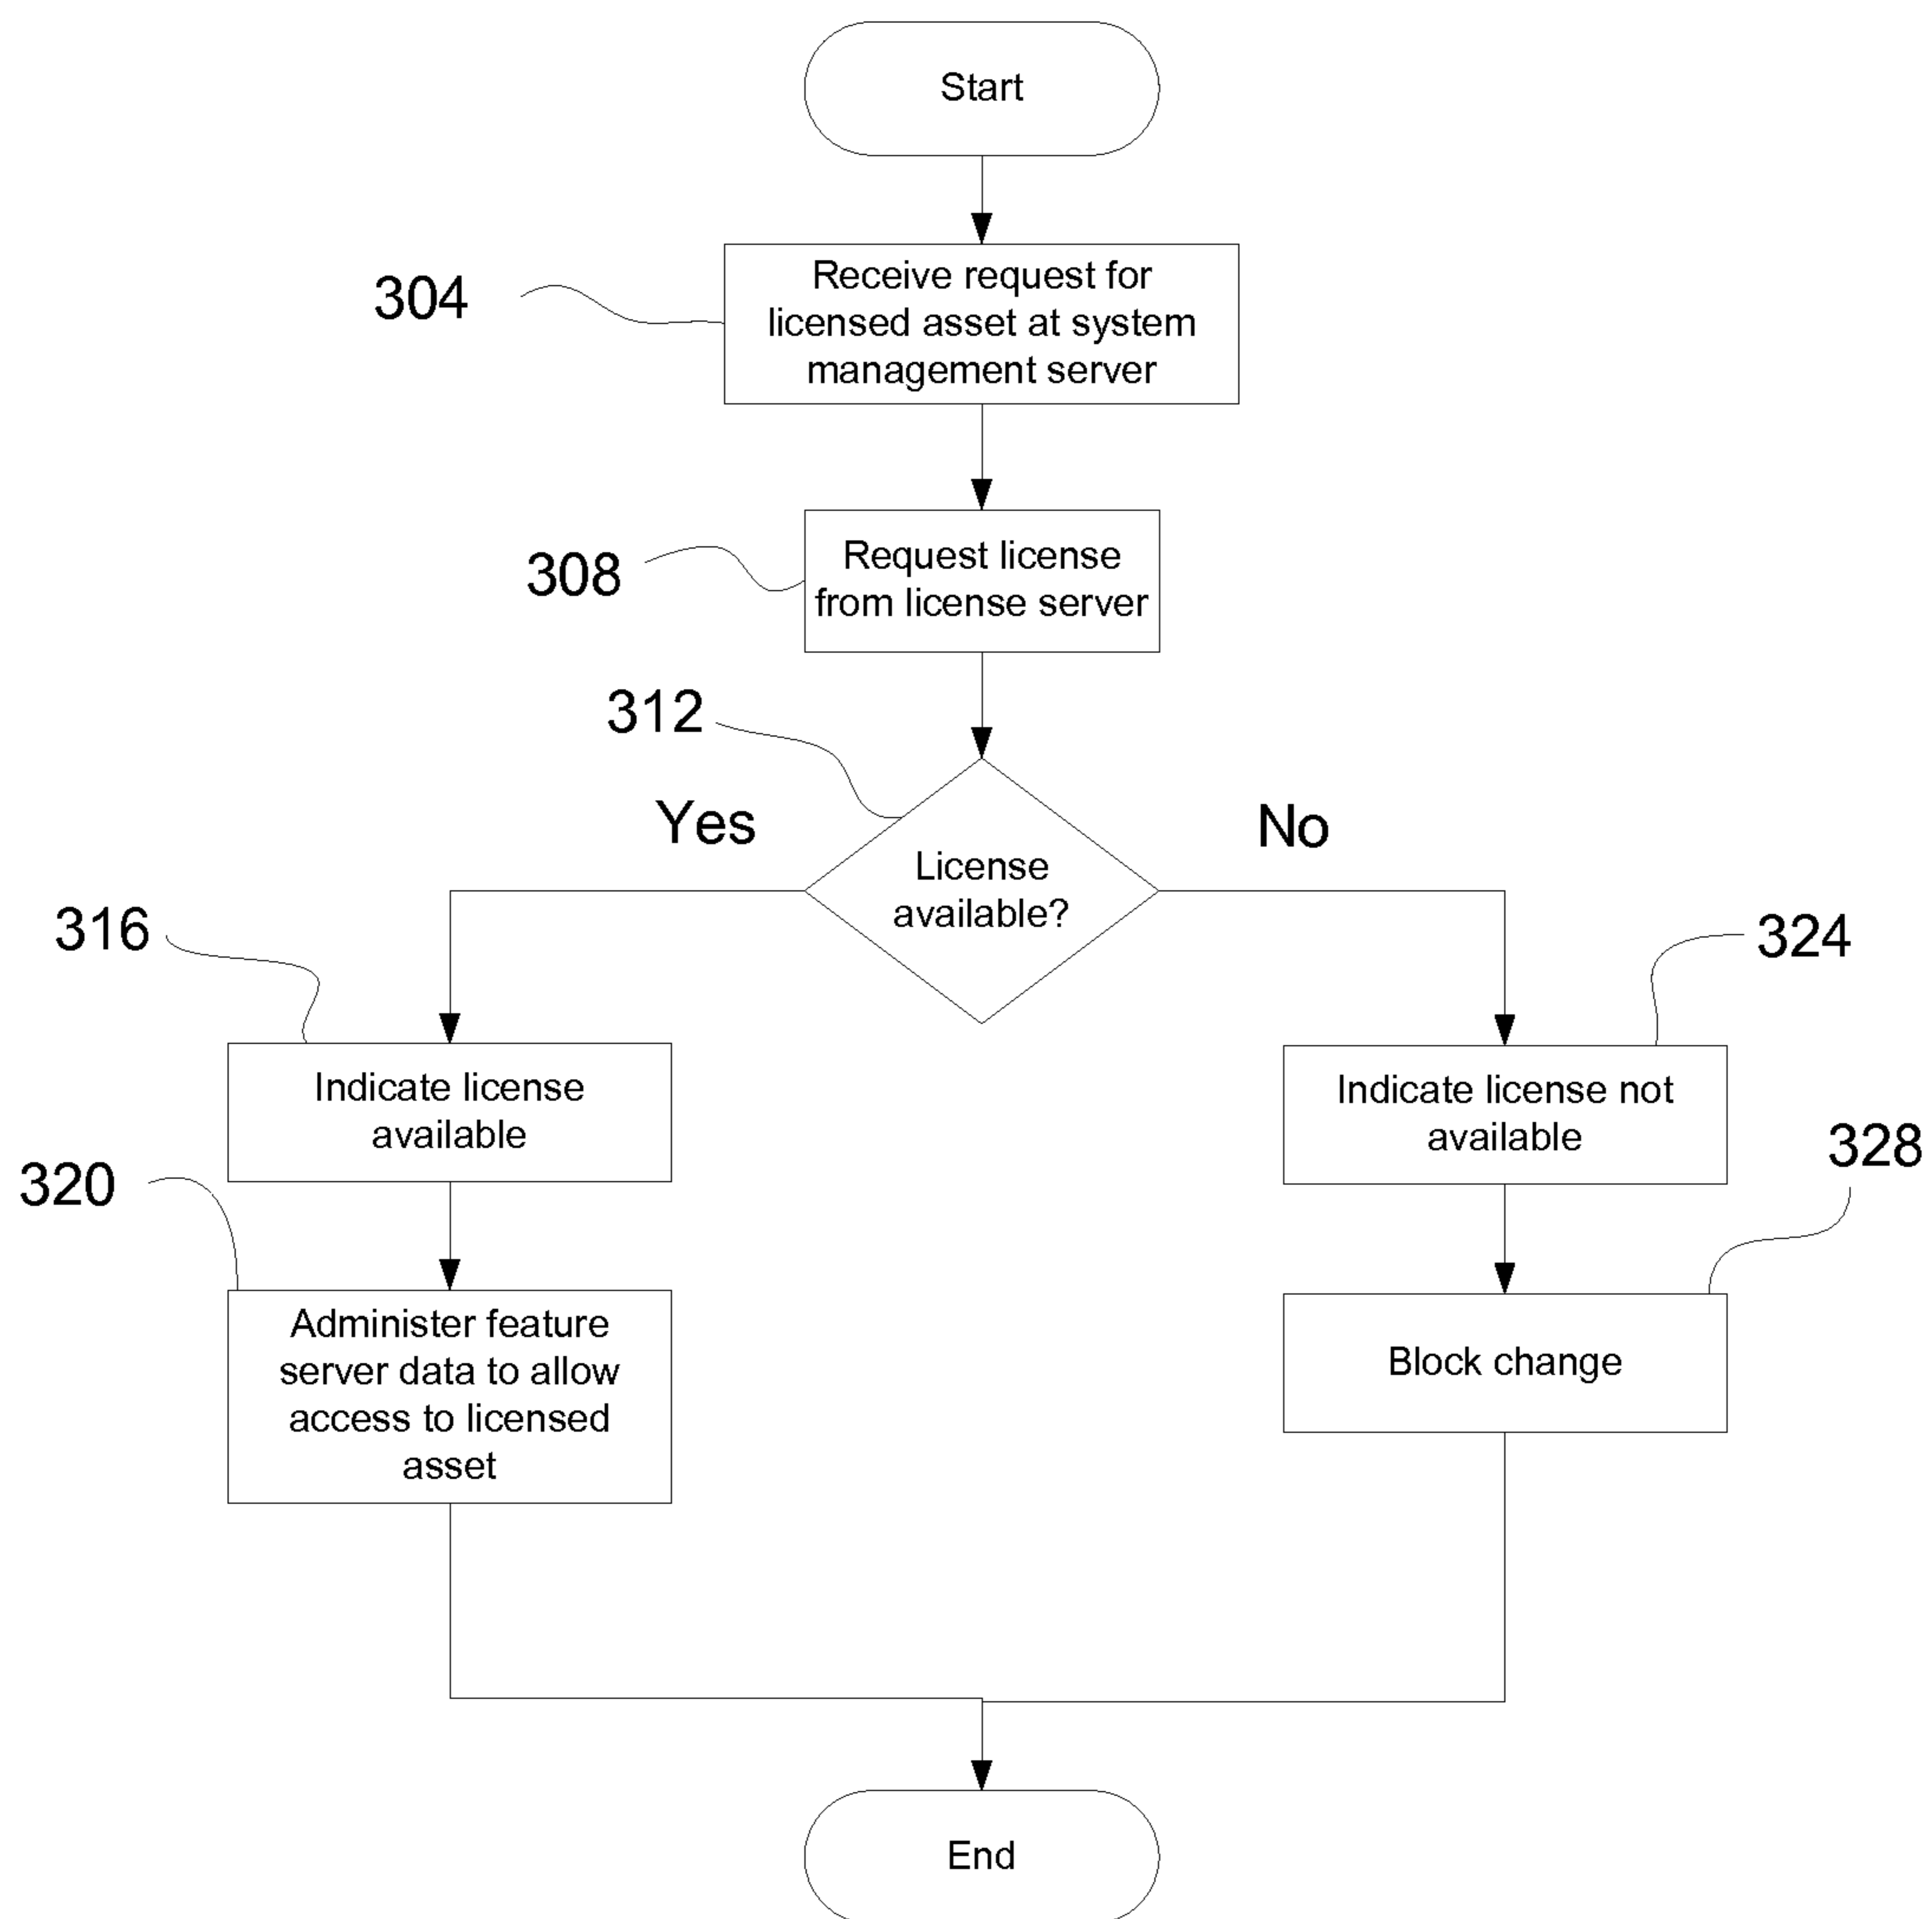 Start
304
Receive request for
licensed asset at system
management server
308
Request license
from license server
312
Yes
No
License
available?
316
324
Indicate license
available
Indicate license not
available
320
328
Administer feature
server data to allow
access to licensed
asset
Block change
End